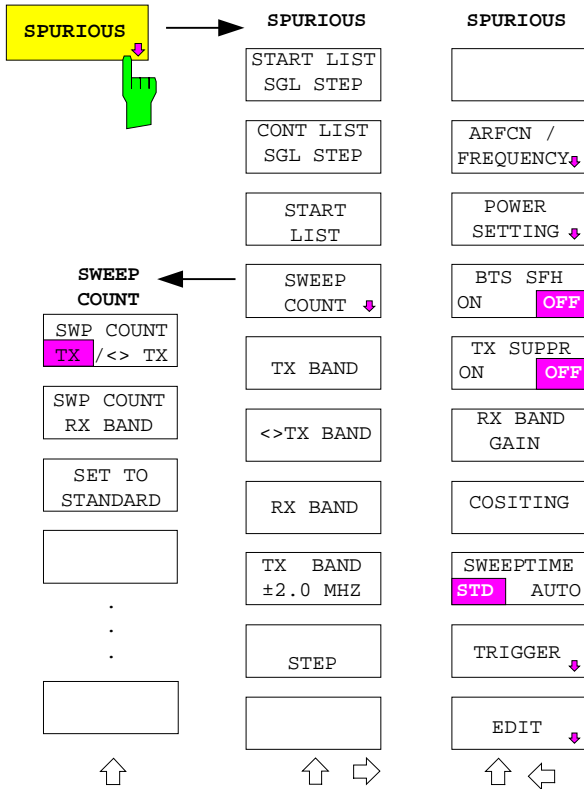 SPURIOUS
SPURIOUS
START LIST
SGL STEP
CONT LIST
SGL STEP
START
LIST
SWEEP
COUNT
TX BAND
<>TX BAND
RX BAND
TX BAND
±2.0 MHZ
STEP
SWEEP
COUNT
SWP COUNT
TX /<> TX
SWP COUNT
RX BAND
SET TO
STANDARD
.
.
.
SPURIOUS
ARFCN /
FREQUENCY
POWER
SETTING
BTS SFH
ON OFF
TX SUPPR
ON OFF
RX BAND
GAIN
COSITING
SWEEPTIME
STD AUTO
TRIGGER
EDIT